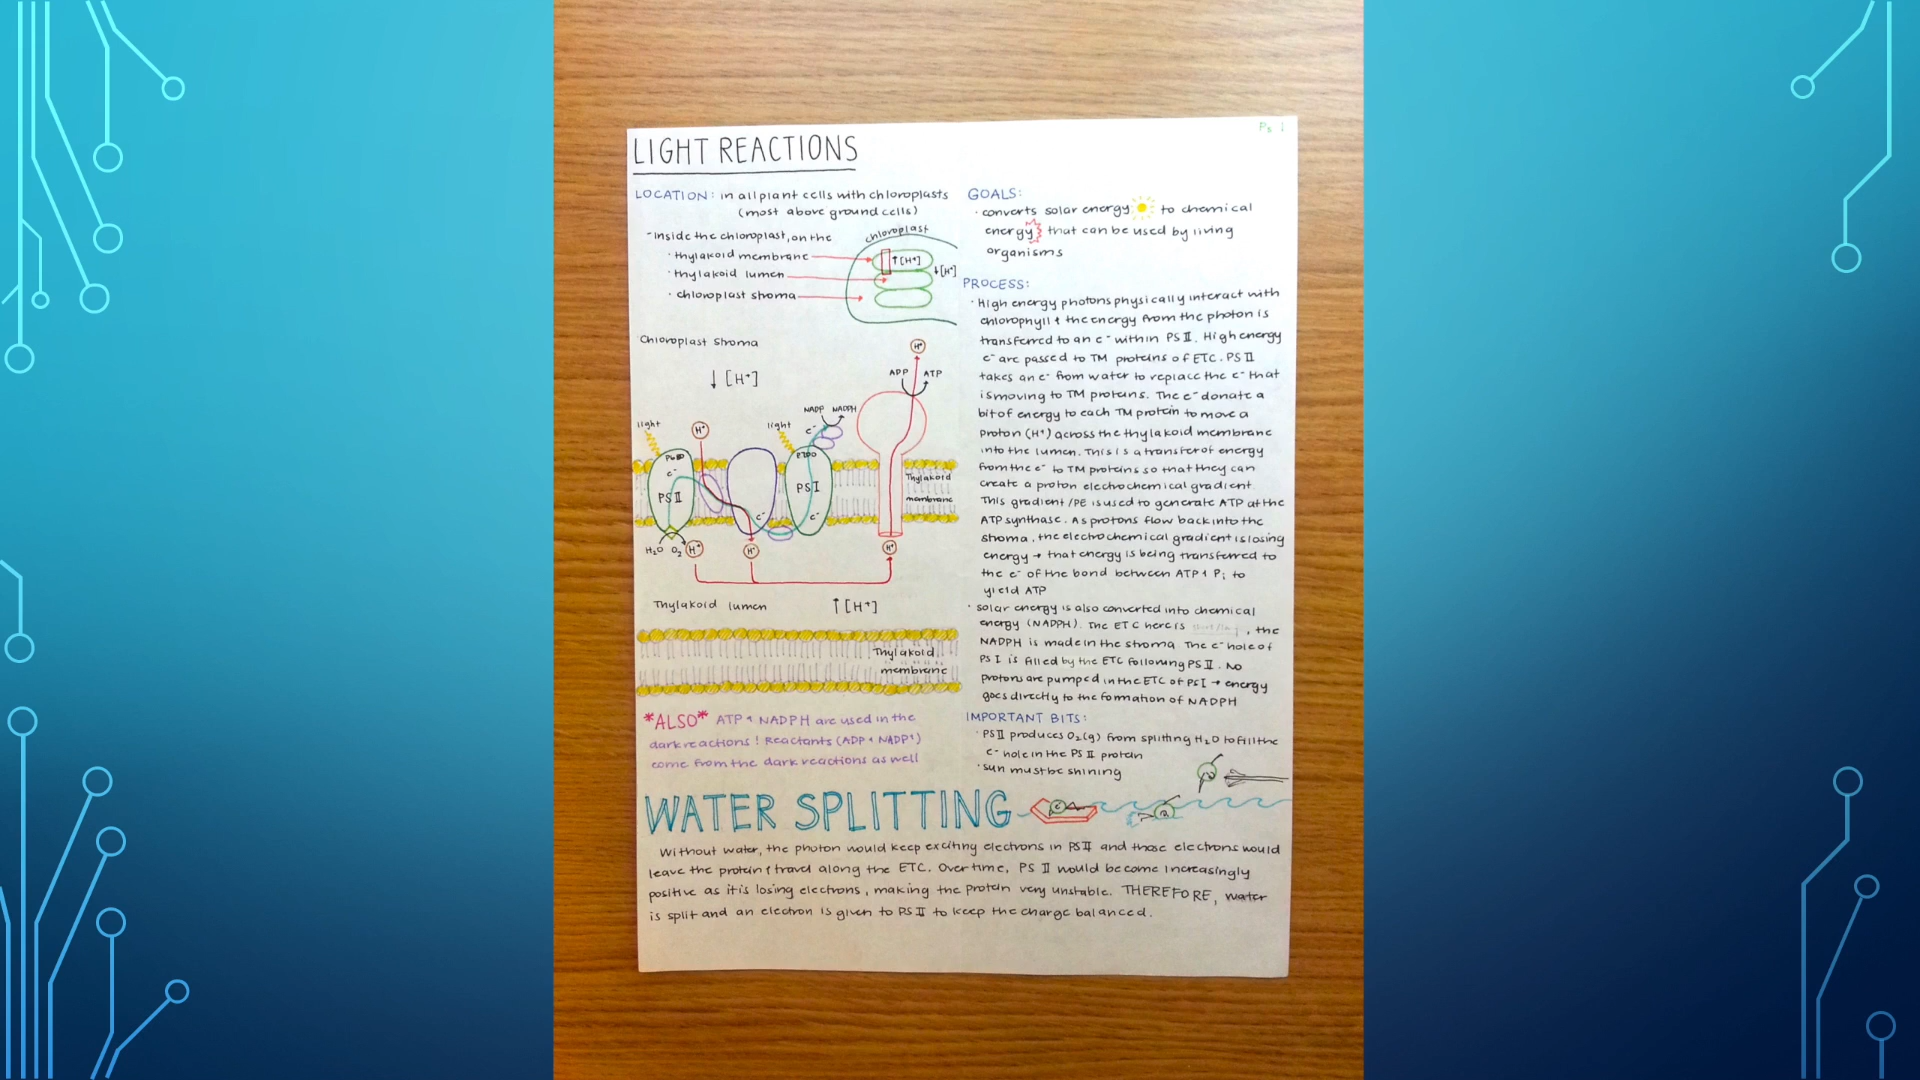 Ps 1
LIGHT REACTIONS
LOCATION: in all plant cells with chloroplasts
(most above ground cells)
- Inside the chloroplast, on the
· thylakoid membrane
· thylakoid lumen
· chloroplast stroma
chloroplast
↑[H⁺]
↓[H⁺]
Chloroplast Stroma
↓ [H⁺]
H⁺
ADP ATP
NADP NADPH
light
H⁺
light
e⁻
P680
e⁻
PS II
P700
PS I
e⁻
e⁻
Thylakoid
membrane
H₂O O₂ H⁺
H⁺
H⁺
Thylakoid lumen ↑[H⁺]
Thylakoid
membrane
*ALSO* ATP + NADPH are used in the
dark reactions! Reactants (ADP + NADP⁺)
come from the dark reactions as well
GOALS:
· converts solar energy to chemical
energy that can be used by living
organisms
PROCESS:
· High energy photons physically interact with
chlorophyll + the energy from the photon is
transferred to an e⁻ within PS II. High energy
e⁻ are passed to TM proteins of ETC. PS II
takes an e⁻ from water to replace the e⁻ that
is moving to TM proteins. The e⁻ donate a
bit of energy to each TM protein to move a
proton (H⁺) across the thylakoid membrane
into the lumen. This is a transfer of energy
from the e⁻ to TM proteins so that they can
create a proton electrochemical gradient.
This gradient/PE is used to generate ATP at the
ATP synthase. As protons flow back into the
stroma, the electrochemical gradient is losing
energy → that energy is being transferred to
the e⁻ of the bond between ATP + Pi to
yield ATP
· solar energy is also converted into chemical
energy (NADPH). The ETC here is , the
NADPH is made in the stroma. The e⁻ hole of
PS I is filled by the ETC following PS II. No
protons are pumped in the ETC of PS I → energy
goes directly to the formation of NADPH
IMPORTANT BITS:
· PS II produces O₂(g) from splitting H₂O to fill the
e⁻ hole in the PS II protein
· sun must be shining
WATER SPLITTING
Without water, the photon would keep exciting electrons in PS II and those electrons would
leave the protein + travel along the ETC. Over time, PS II would become increasingly
positive as it is losing electrons, making the protein very unstable. THEREFORE, water
is split and an electron is given to PS II to keep the charge balanced.